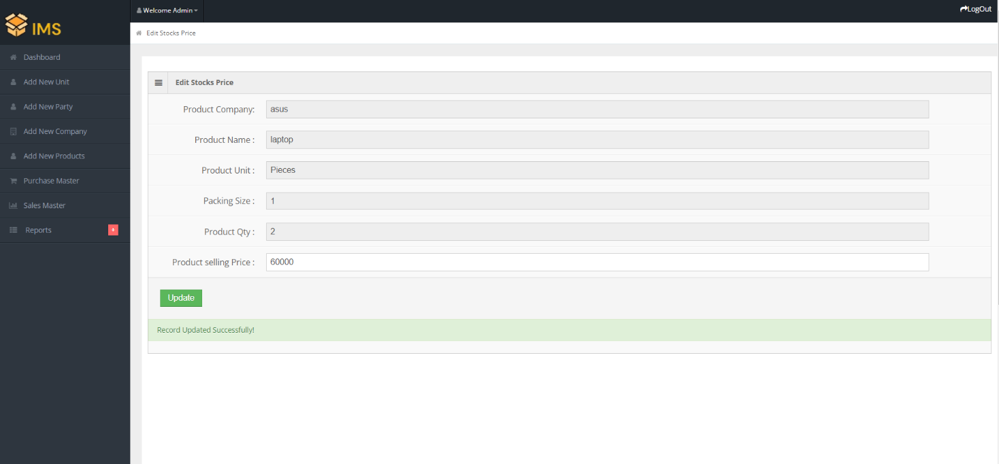 IMS
Welcome Admin
LogOut
Edit Stocks Price
Dashboard
Add New Unit
Add New Party
Add New Company
Add New Products
Purchase Master
Sales Master
Reports +
Edit Stocks Price
Product Company: asus
Product Name : laptop
Product Unit : Pieces
Packing Size : 1
Product Qty : 2
Product selling Price : 60000
Update
Record Updated Successfully!